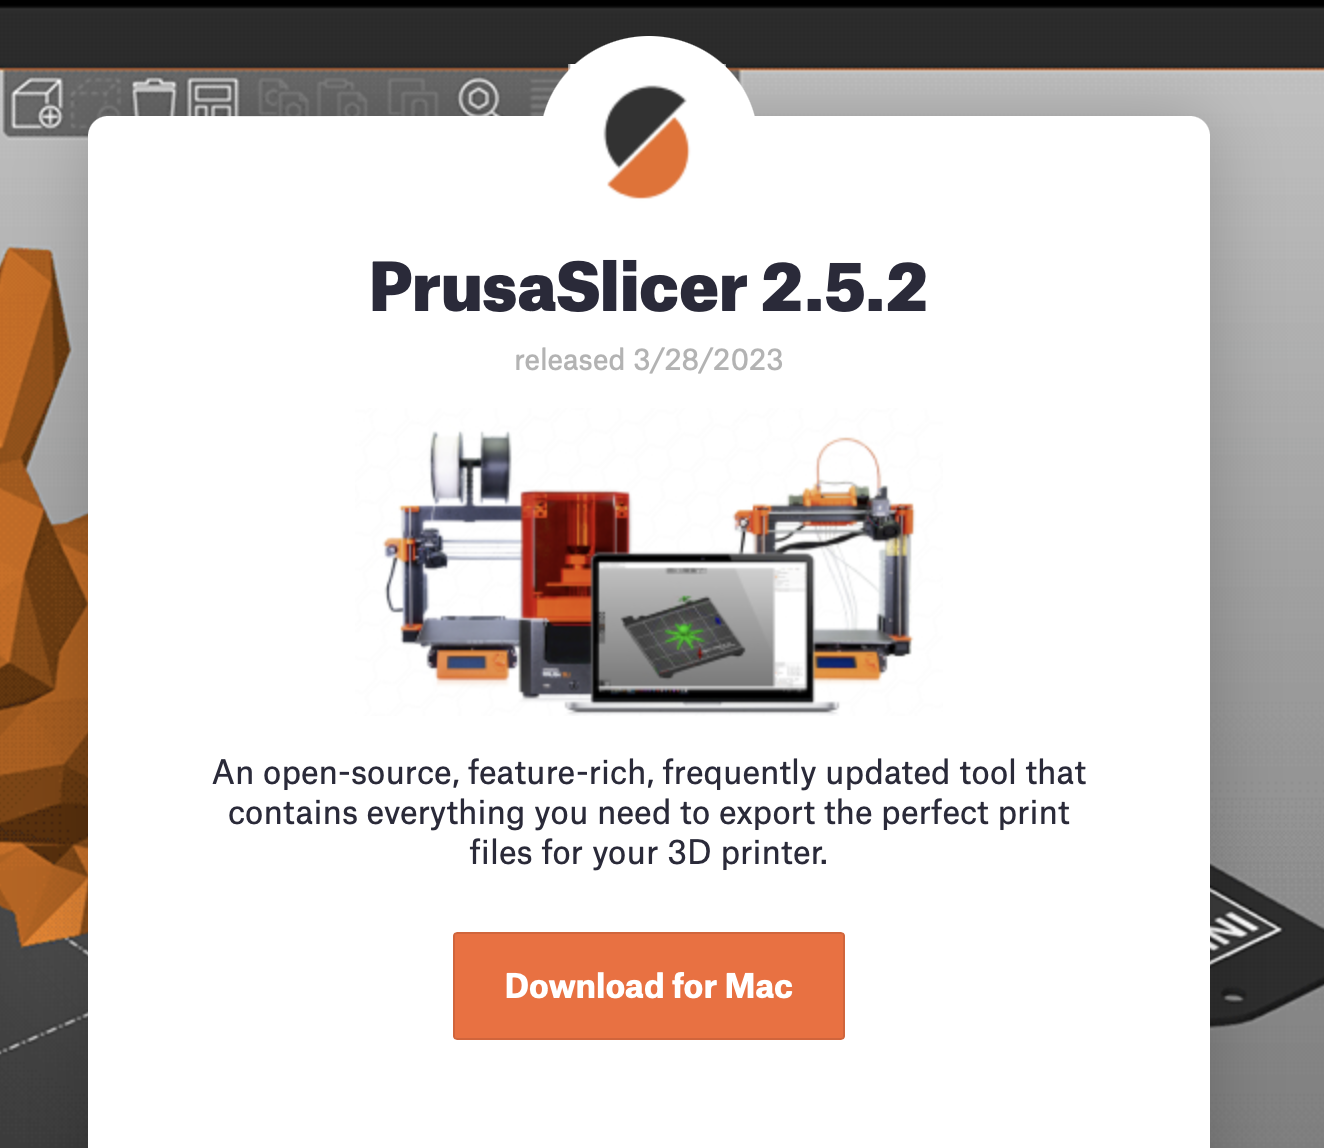 PrusaSlicer 2.5.2
released 3/28/2023
An open-source, feature-rich, frequently updated tool that
contains everything you need to export the perfect print
files for your 3D printer.
Download for Mac